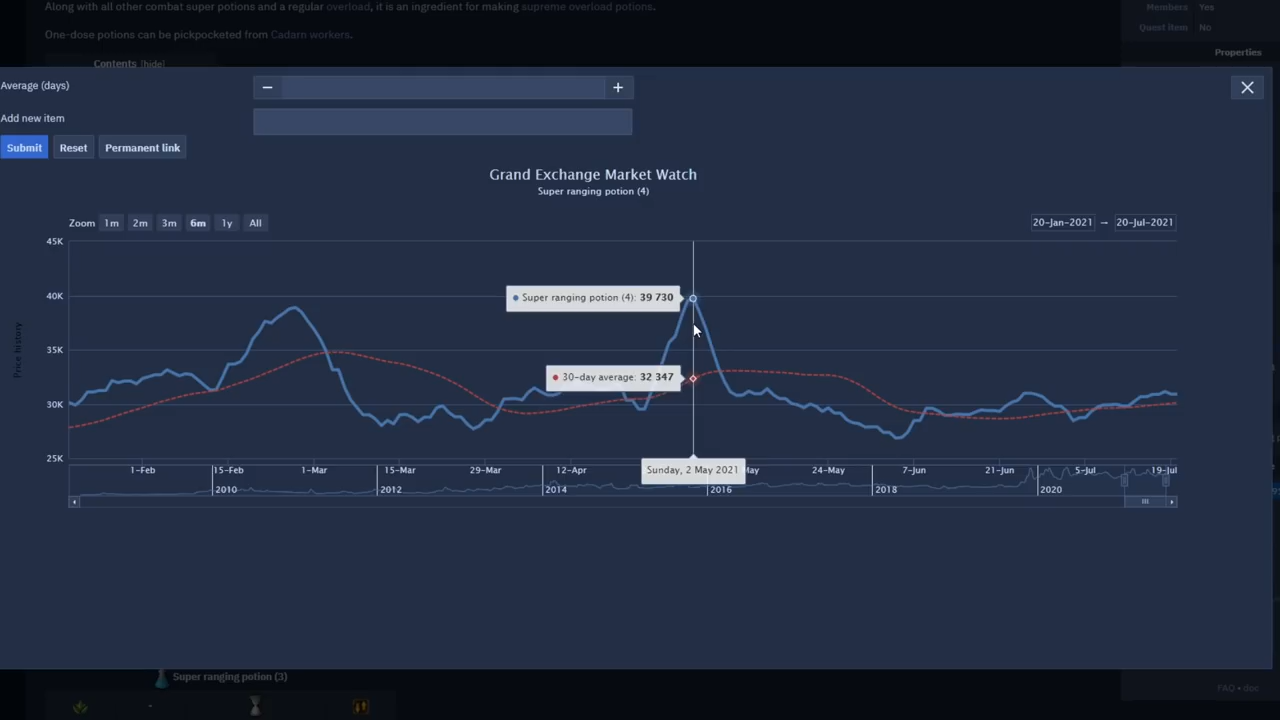 Along with all other combat super potions and a regular overload, it is an ingredient for making supreme overload potions.
Members Yes
Quest item No
One-dose potions can be pickpocketed from Cadarn workers.
Properties
Contents [hide]
Average (days)
− +
Add new item
Submit Reset Permanent link
Grand Exchange Market Watch
Super ranging potion (4)
Zoom 1m 2m 3m 6m 1y All
20-Jan-2021 → 20-Jul-2021
45K
40K
35K
30K
25K
Price history
Super ranging potion (4): 39 730
30-day average: 32 347
Sunday, 2 May 2021
1-Feb 15-Feb 1-Mar 15-Mar 29-Mar 12-Apr May 24-May 7-Jun 21-Jun 5-Jul 19-Jul
2010 2012 2014 2016 2018 2020
Super ranging potion (3)
FAQ • doc